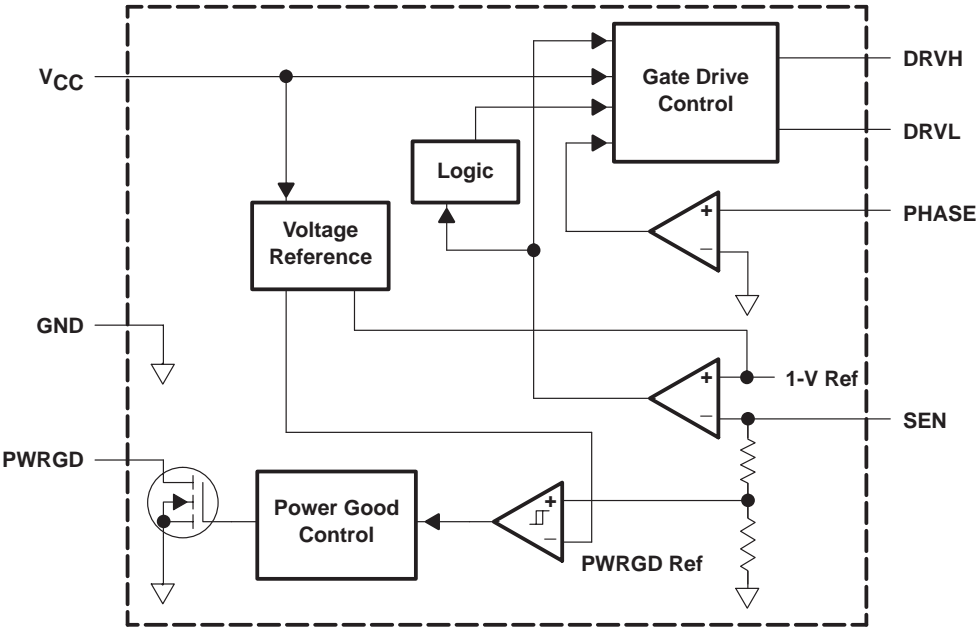 VCC
GND
PWRGD
DRVH
DRVL
PHASE
SEN
Gate Drive
Control
Logic
Voltage
Reference
+
–
+
–
1-V Ref
Power Good
Control
+
–
PWRGD Ref